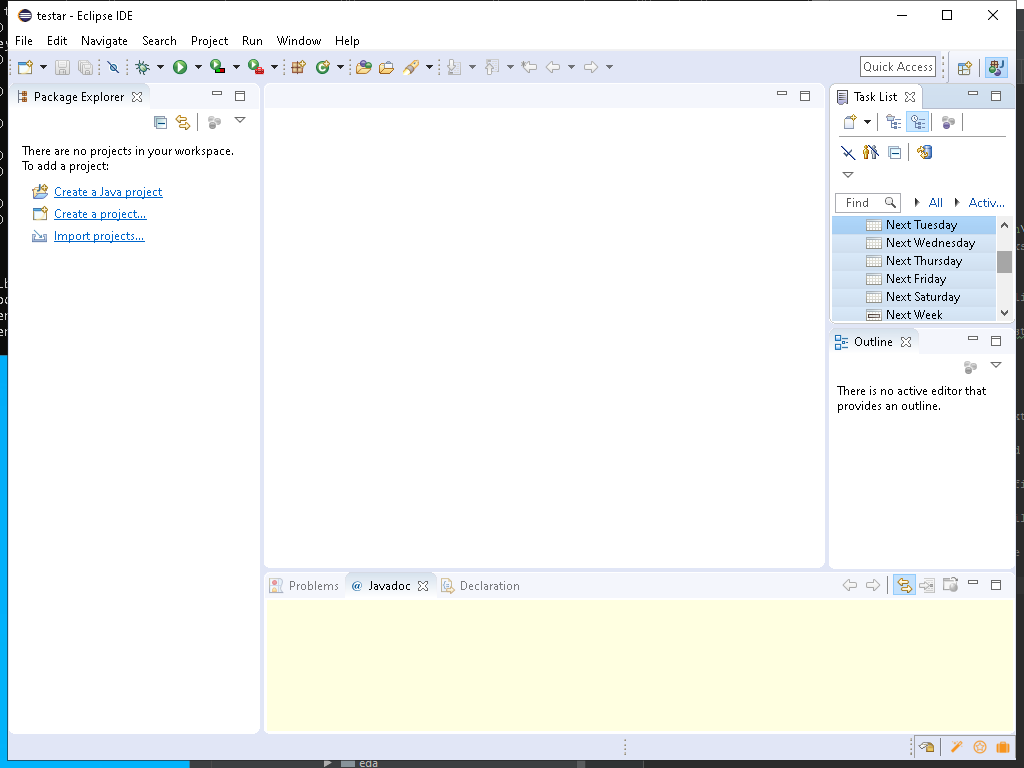 testar - Eclipse IDE
File Edit Navigate Search Project Run Window Help
Quick Access
Package Explorer
There are no projects in your workspace.
To add a project:
Create a Java project
Create a project...
Import projects...
Task List
Find All Activ...
Next Tuesday
Next Wednesday
Next Thursday
Next Friday
Next Saturday
Next Week
Outline
There is no active editor that
provides an outline.
Problems @ Javadoc Declaration
eda